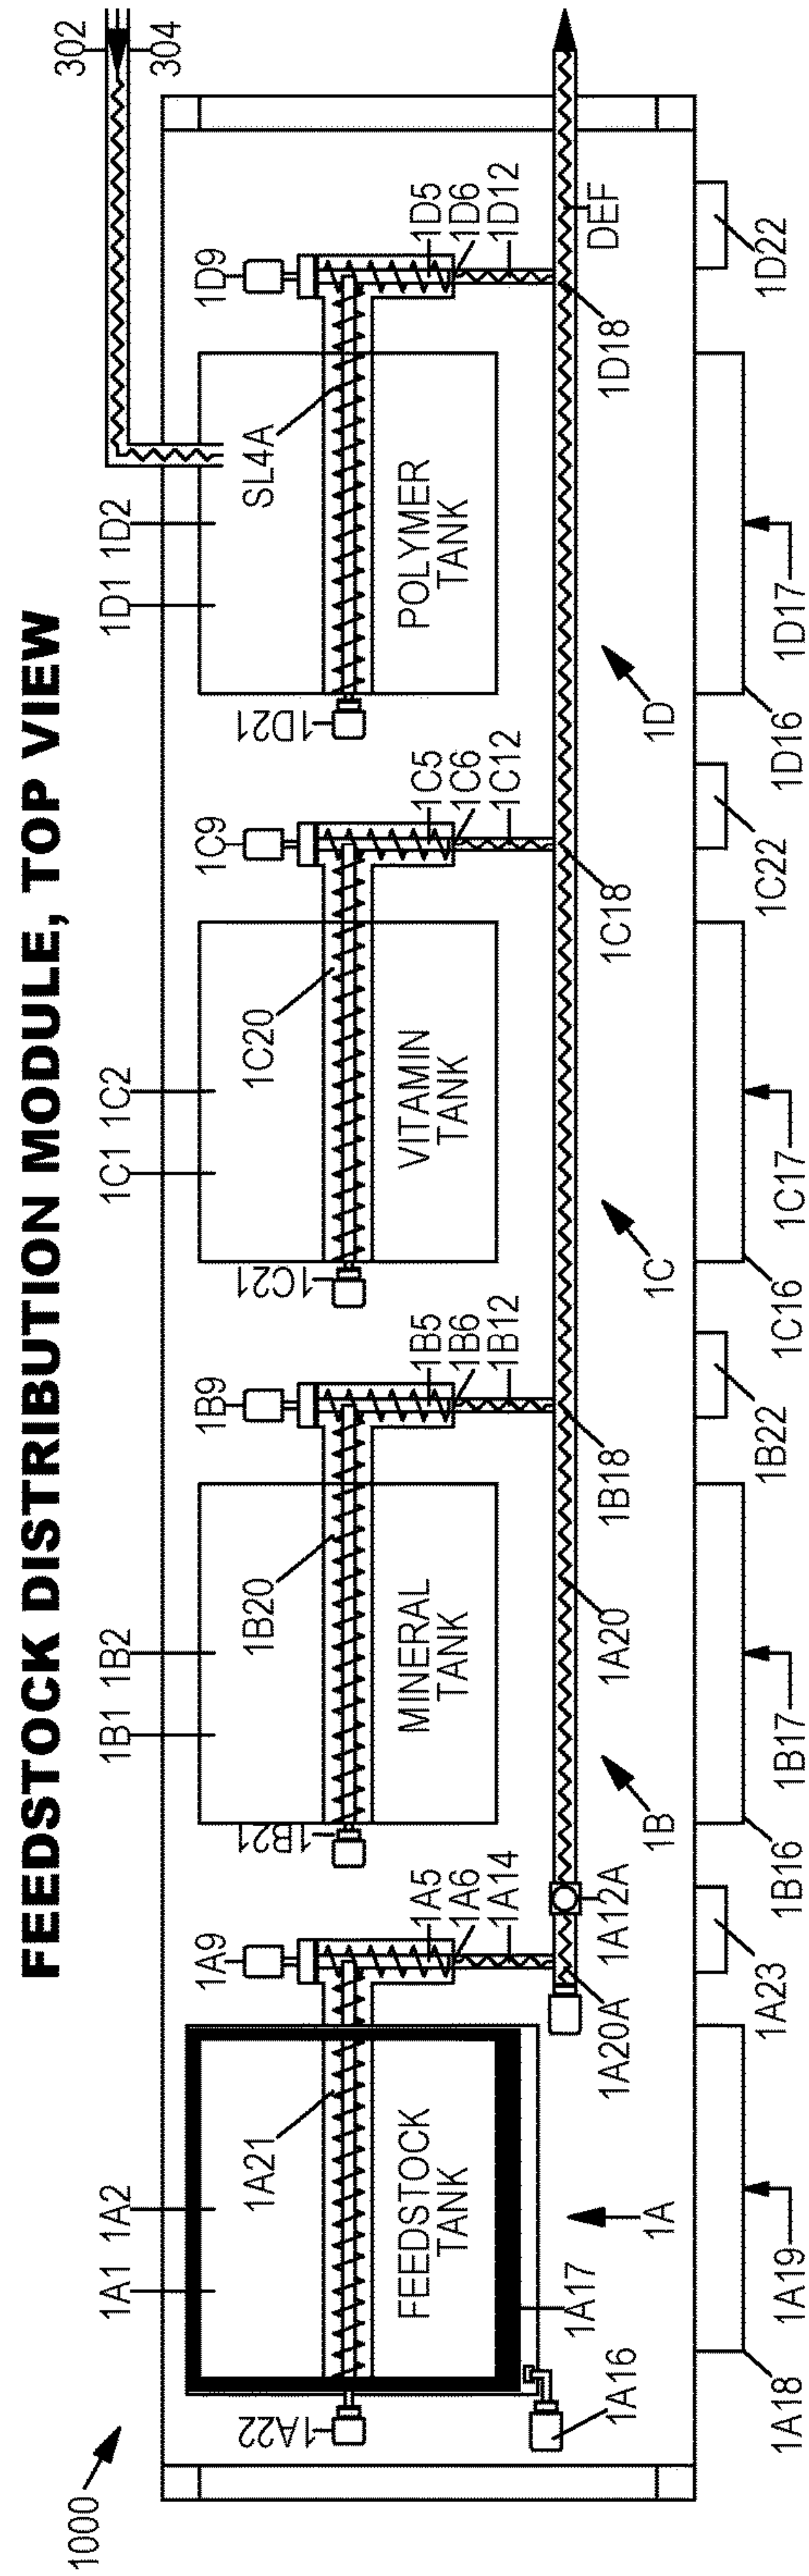 FEEDSTOCK DISTRIBUTION MODULE, TOP VIEW
1000
302
304
1A1
1A2
1B1
1B2
1C1
1C2
1D1
1D2
1A9
1B9
1C9
1D9
1A21
1B20
1C20
SL4A
1A22
1B21
1C21
1D21
FEEDSTOCK
TANK
MINERAL
TANK
VITAMIN
TANK
POLYMER
TANK
1A5
1A6
1A14
1B5
1B6
1B12
1C5
1C6
1C12
1D5
1D6
1D12
1A16
1A17
1A
1A20A
1A12A
1B
1A20
1B18
1C
1C18
1D
1D18
DEF
1A18
1A19
1A23
1B16
1B17
1B22
1C16
1C17
1C22
1D16
1D17
1D22